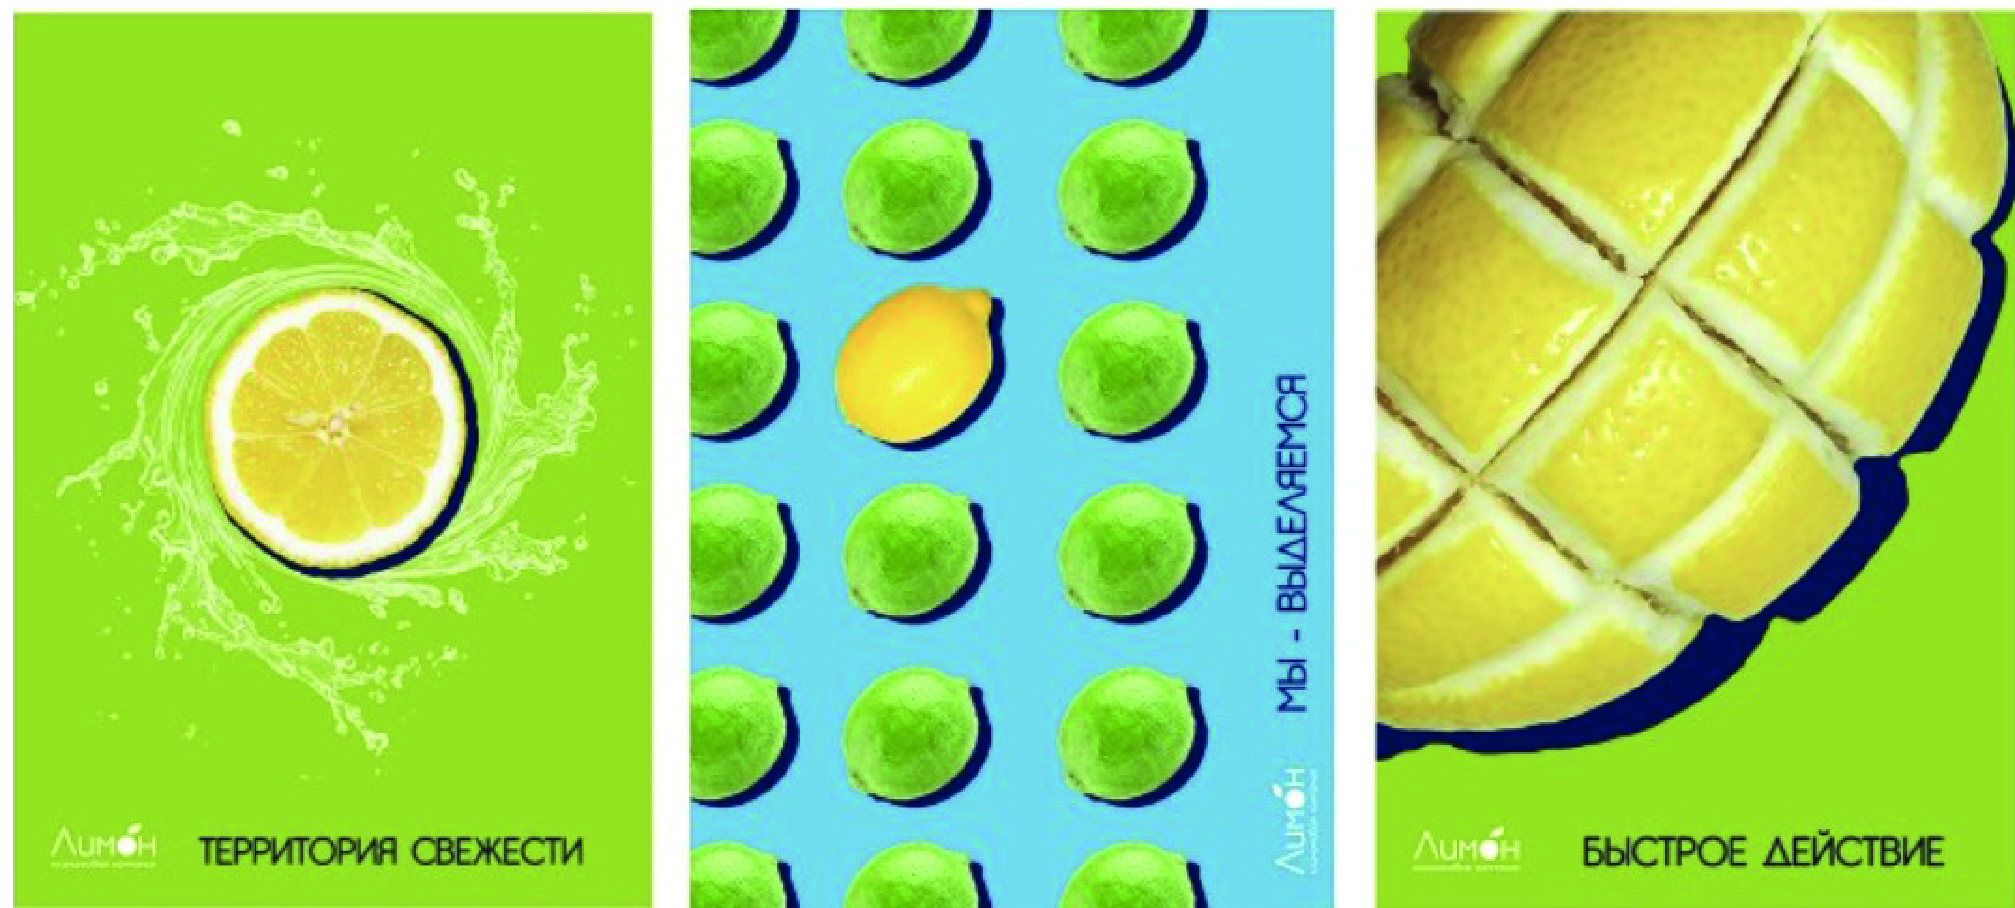 Лимон
ТЕРРИТОРИЯ СВЕЖЕСТИ
МЫ - ВЫДЕЛЯЕМСЯ
Лимон
Лимон
БЫСТРОЕ ДЕЙСТВИЕ